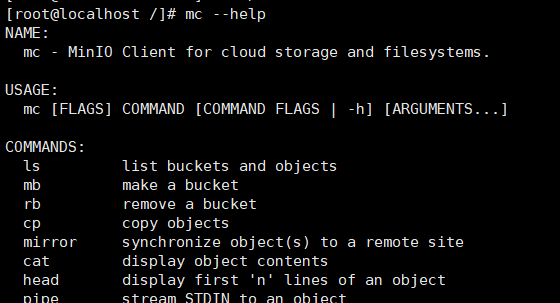 [root@localhost /]# mc --help
NAME:
  mc - MinIO Client for cloud storage and filesystems.

USAGE:
  mc [FLAGS] COMMAND [COMMAND FLAGS | -h] [ARGUMENTS...]

COMMANDS:
  ls         list buckets and objects
  mb         make a bucket
  rb         remove a bucket
  cp         copy objects
  mirror     synchronize object(s) to a remote site
  cat        display object contents
  head       display first 'n' lines of an object
  pipe       stream STDIN to an object